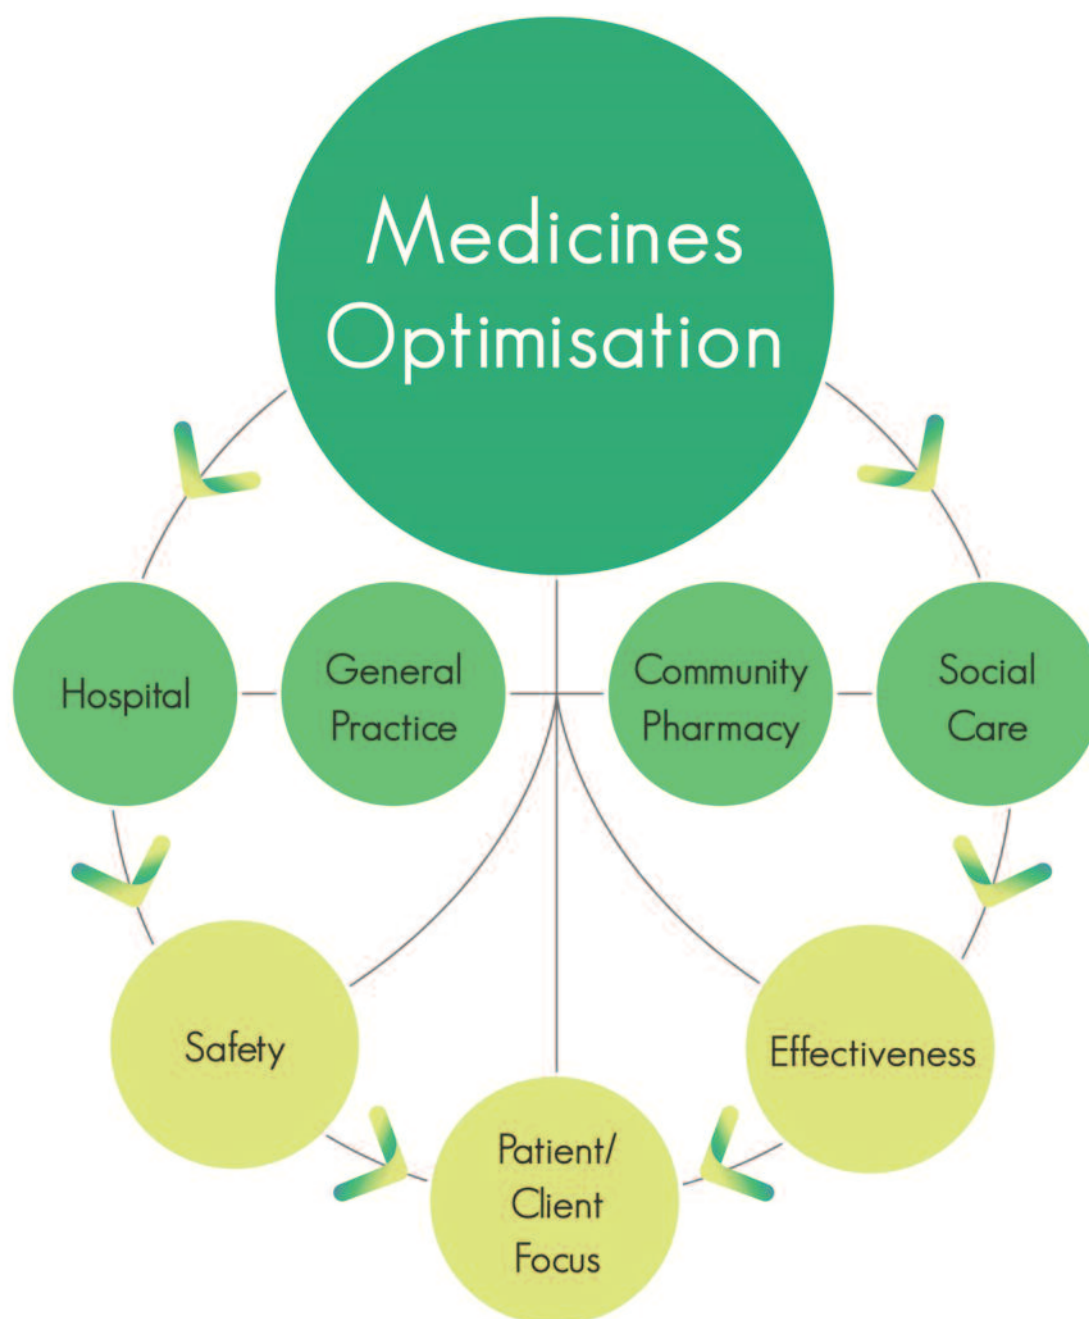 Medicines
Optimisation
Hospital
General
Practice
Community
Pharmacy
Social
Care
Safety
Effectiveness
Patient/
Client
Focus